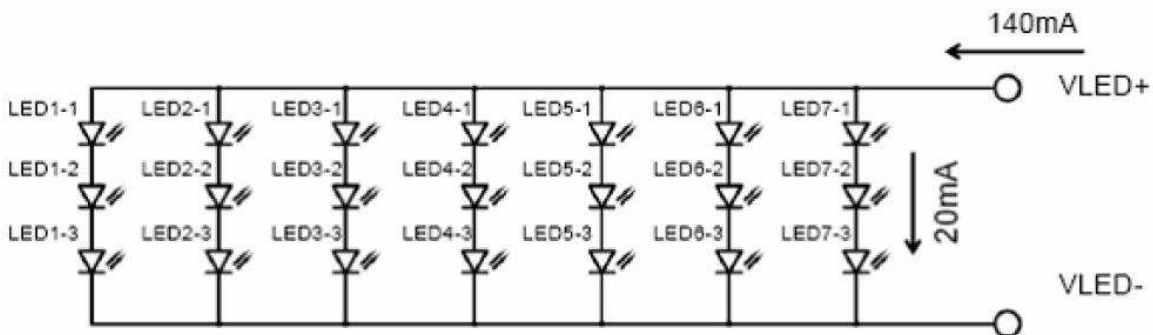 140mA
VLED+
LED1-1 LED2-1 LED3-1 LED4-1 LED5-1 LED6-1 LED7-1
LED1-2 LED2-2 LED3-2 LED4-2 LED5-2 LED6-2 LED7-2
20mA
LED1-3 LED2-3 LED3-3 LED4-3 LED5-3 LED6-3 LED7-3
VLED-